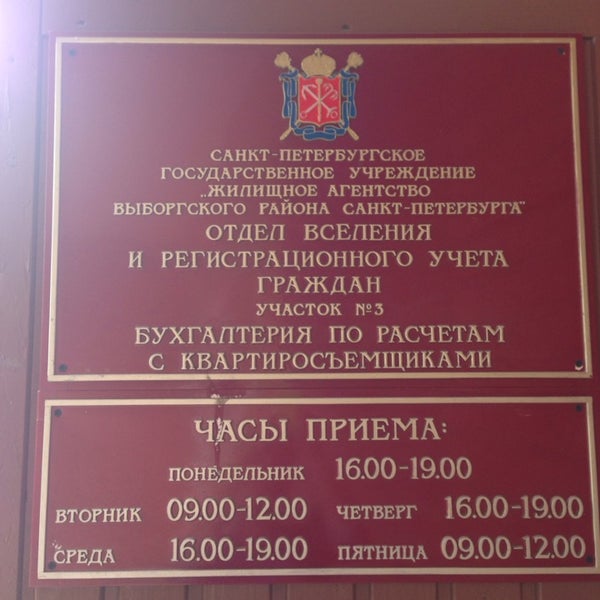 САНКТ-ПЕТЕРБУРГСКОЕ
ГОСУДАРСТВЕННОЕ УЧРЕЖДЕНИЕ
„ЖИЛИЩНОЕ АГЕНТСТВО
ВЫБОРГСКОГО РАЙОНА САНКТ-ПЕТЕРБУРГА"
ОТДЕЛ ВСЕЛЕНИЯ
И РЕГИСТРАЦИОННОГО УЧЕТА
ГРАЖДАН
УЧАСТОК №3
БУХГАЛТЕРИЯ ПО РАСЧЕТАМ
С КВАРТИРОСЪЕМЩИКАМИ
ЧАСЫ ПРИЕМА:
ПОНЕДЕЛЬНИК 16.00-19.00
ВТОРНИК 09.00-12.00 ЧЕТВЕРГ 16.00-19.00
СРЕДА 16.00-19.00 ПЯТНИЦА 09.00-12.00